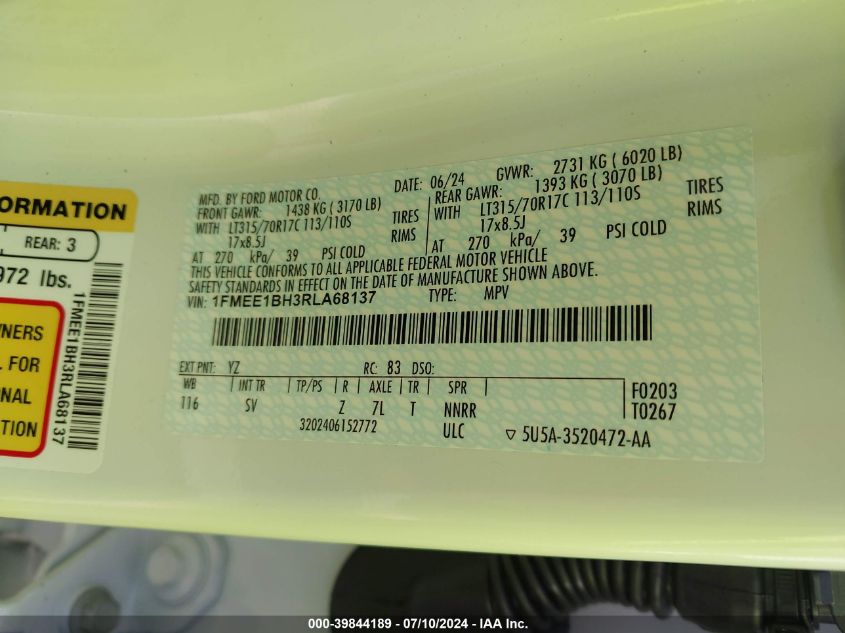 ORMATION
REAR: 3
972 lbs.
WNERS
L FOR
NAL
TION
1FMEE1BH3RLA68137
MFD. BY FORD MOTOR CO.
DATE: 06/24 GVWR: 2731 KG ( 6020 LB)
FRONT GAWR: 1438 KG ( 3170 LB)
WITH LT315/70R17C 113/110S TIRES
17x8.5J RIMS
AT 270 kPa/ 39 PSI COLD
REAR GAWR: 1393 KG ( 3070 LB)
WITH LT315/70R17C 113/110S TIRES
17x8.5J RIMS
AT 270 kPa/ 39 PSI COLD
THIS VEHICLE CONFORMS TO ALL APPLICABLE FEDERAL MOTOR VEHICLE
SAFETY STANDARDS IN EFFECT ON THE DATE OF MANUFACTURE SHOWN ABOVE.
VIN: 1FMEE1BH3RLA68137 TYPE: MPV
EXT PNT: YZ RC: 83 DSO:
WB INT TR TP/PS R AXLE TR SPR
116 SV Z 7L T NNRR
F0203
T0267
3202406152772 ULC ▽ 5U5A-3520472-AA
000-39844189 - 07/10/2024 - IAA Inc.